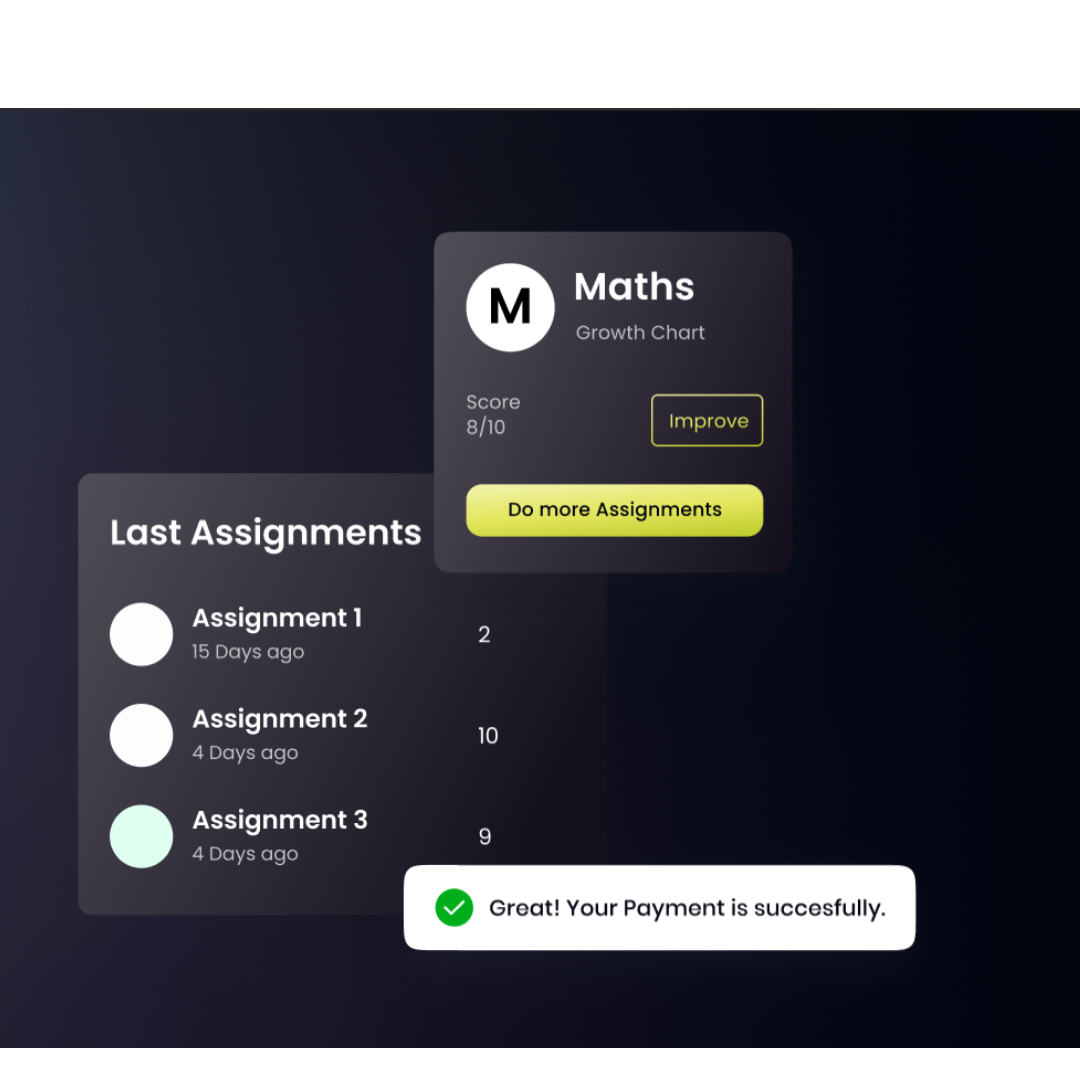 M
Maths
Growth Chart
Score
8/10
Improve
Do more Assignments
Last Assignments
Assignment 1
15 Days ago
2
Assignment 2
4 Days ago
10
Assignment 3
4 Days ago
9
Great! Your Payment is succesfully.